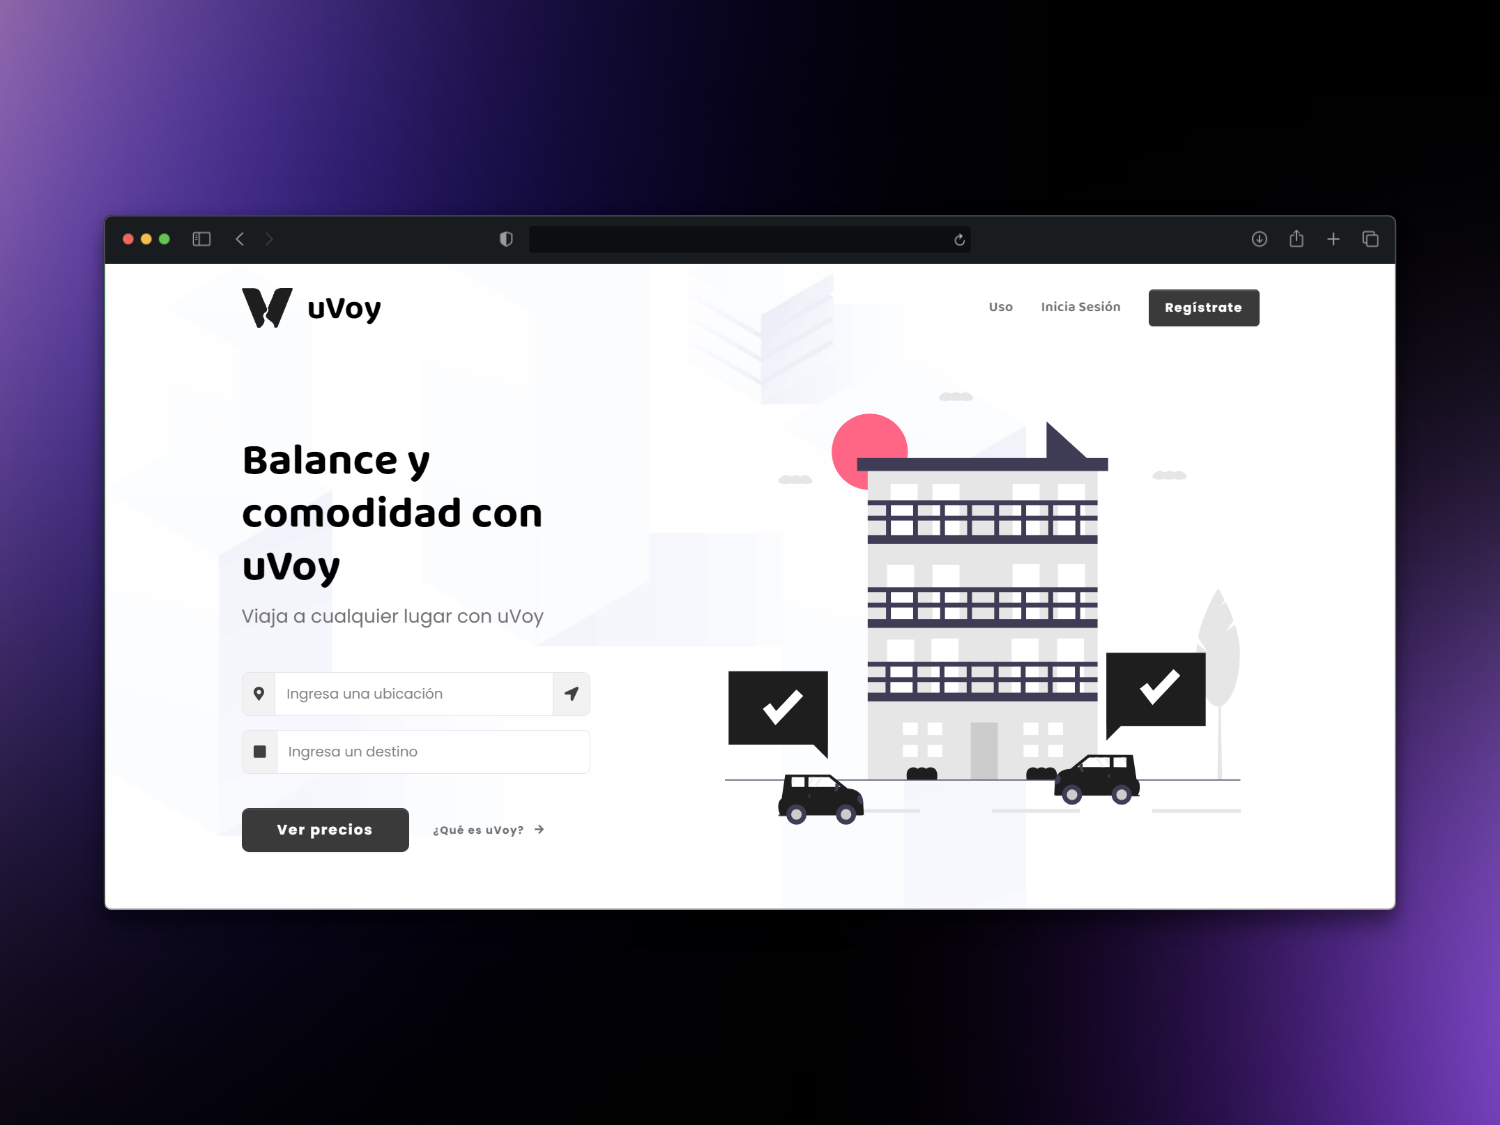 uVoy
Uso
Inicia Sesión
Regístrate
Balance y
comodidad con
uVoy
Viaja a cualquier lugar con uVoy
Ingresa una ubicación
Ingresa un destino
Ver precios
¿Qué es uVoy?